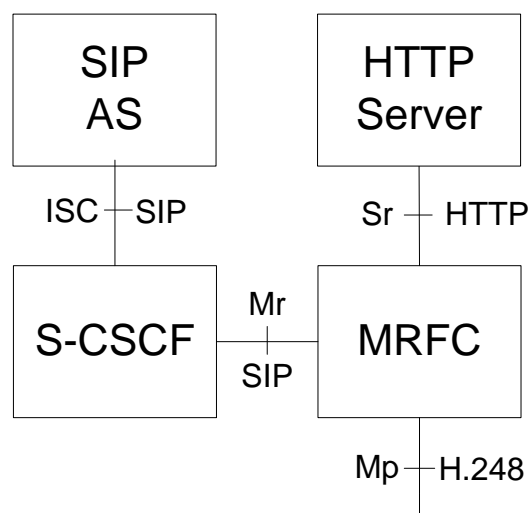 SIP
AS
HTTP
Server
ISC SIP
Sr HTTP
S-CSCF
Mr
SIP
MRFC
Mp H.248